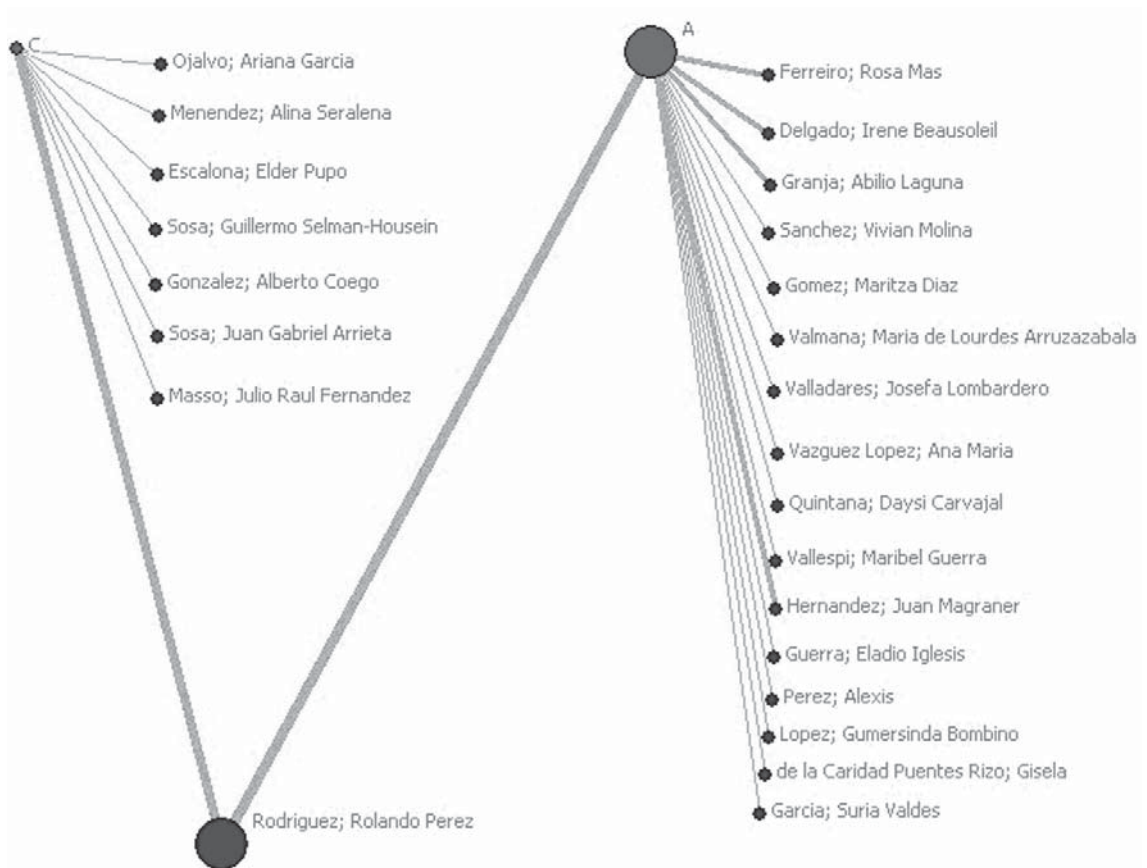 C
Ojalvo; Ariana Garcia
Menendez; Alina Seralena
Escalona; Elder Pupo
Sosa; Guillermo Selman-Housein
Gonzalez; Alberto Coego
Sosa; Juan Gabriel Arrieta
Masso; Julio Raul Fernandez
Rodriguez; Rolando Perez
A
Ferreiro; Rosa Mas
Delgado; Irene Beausoleil
Granja; Abilio Laguna
Sanchez; Vivian Molina
Gomez; Maritza Diaz
Valmana; Maria de Lourdes Arruzazabala
Valladares; Josefa Lombardero
Vazguez Lopez; Ana Maria
Quintana; Daysi Carvajal
Vallespi; Maribel Guerra
Hernandez; Juan Magraner
Guerra; Eladio Iglesis
Perez; Alexis
Lopez; Gumersinda Bombino
de la Caridad Puentes Rizo; Gisela
Garcia; Suria Valdes